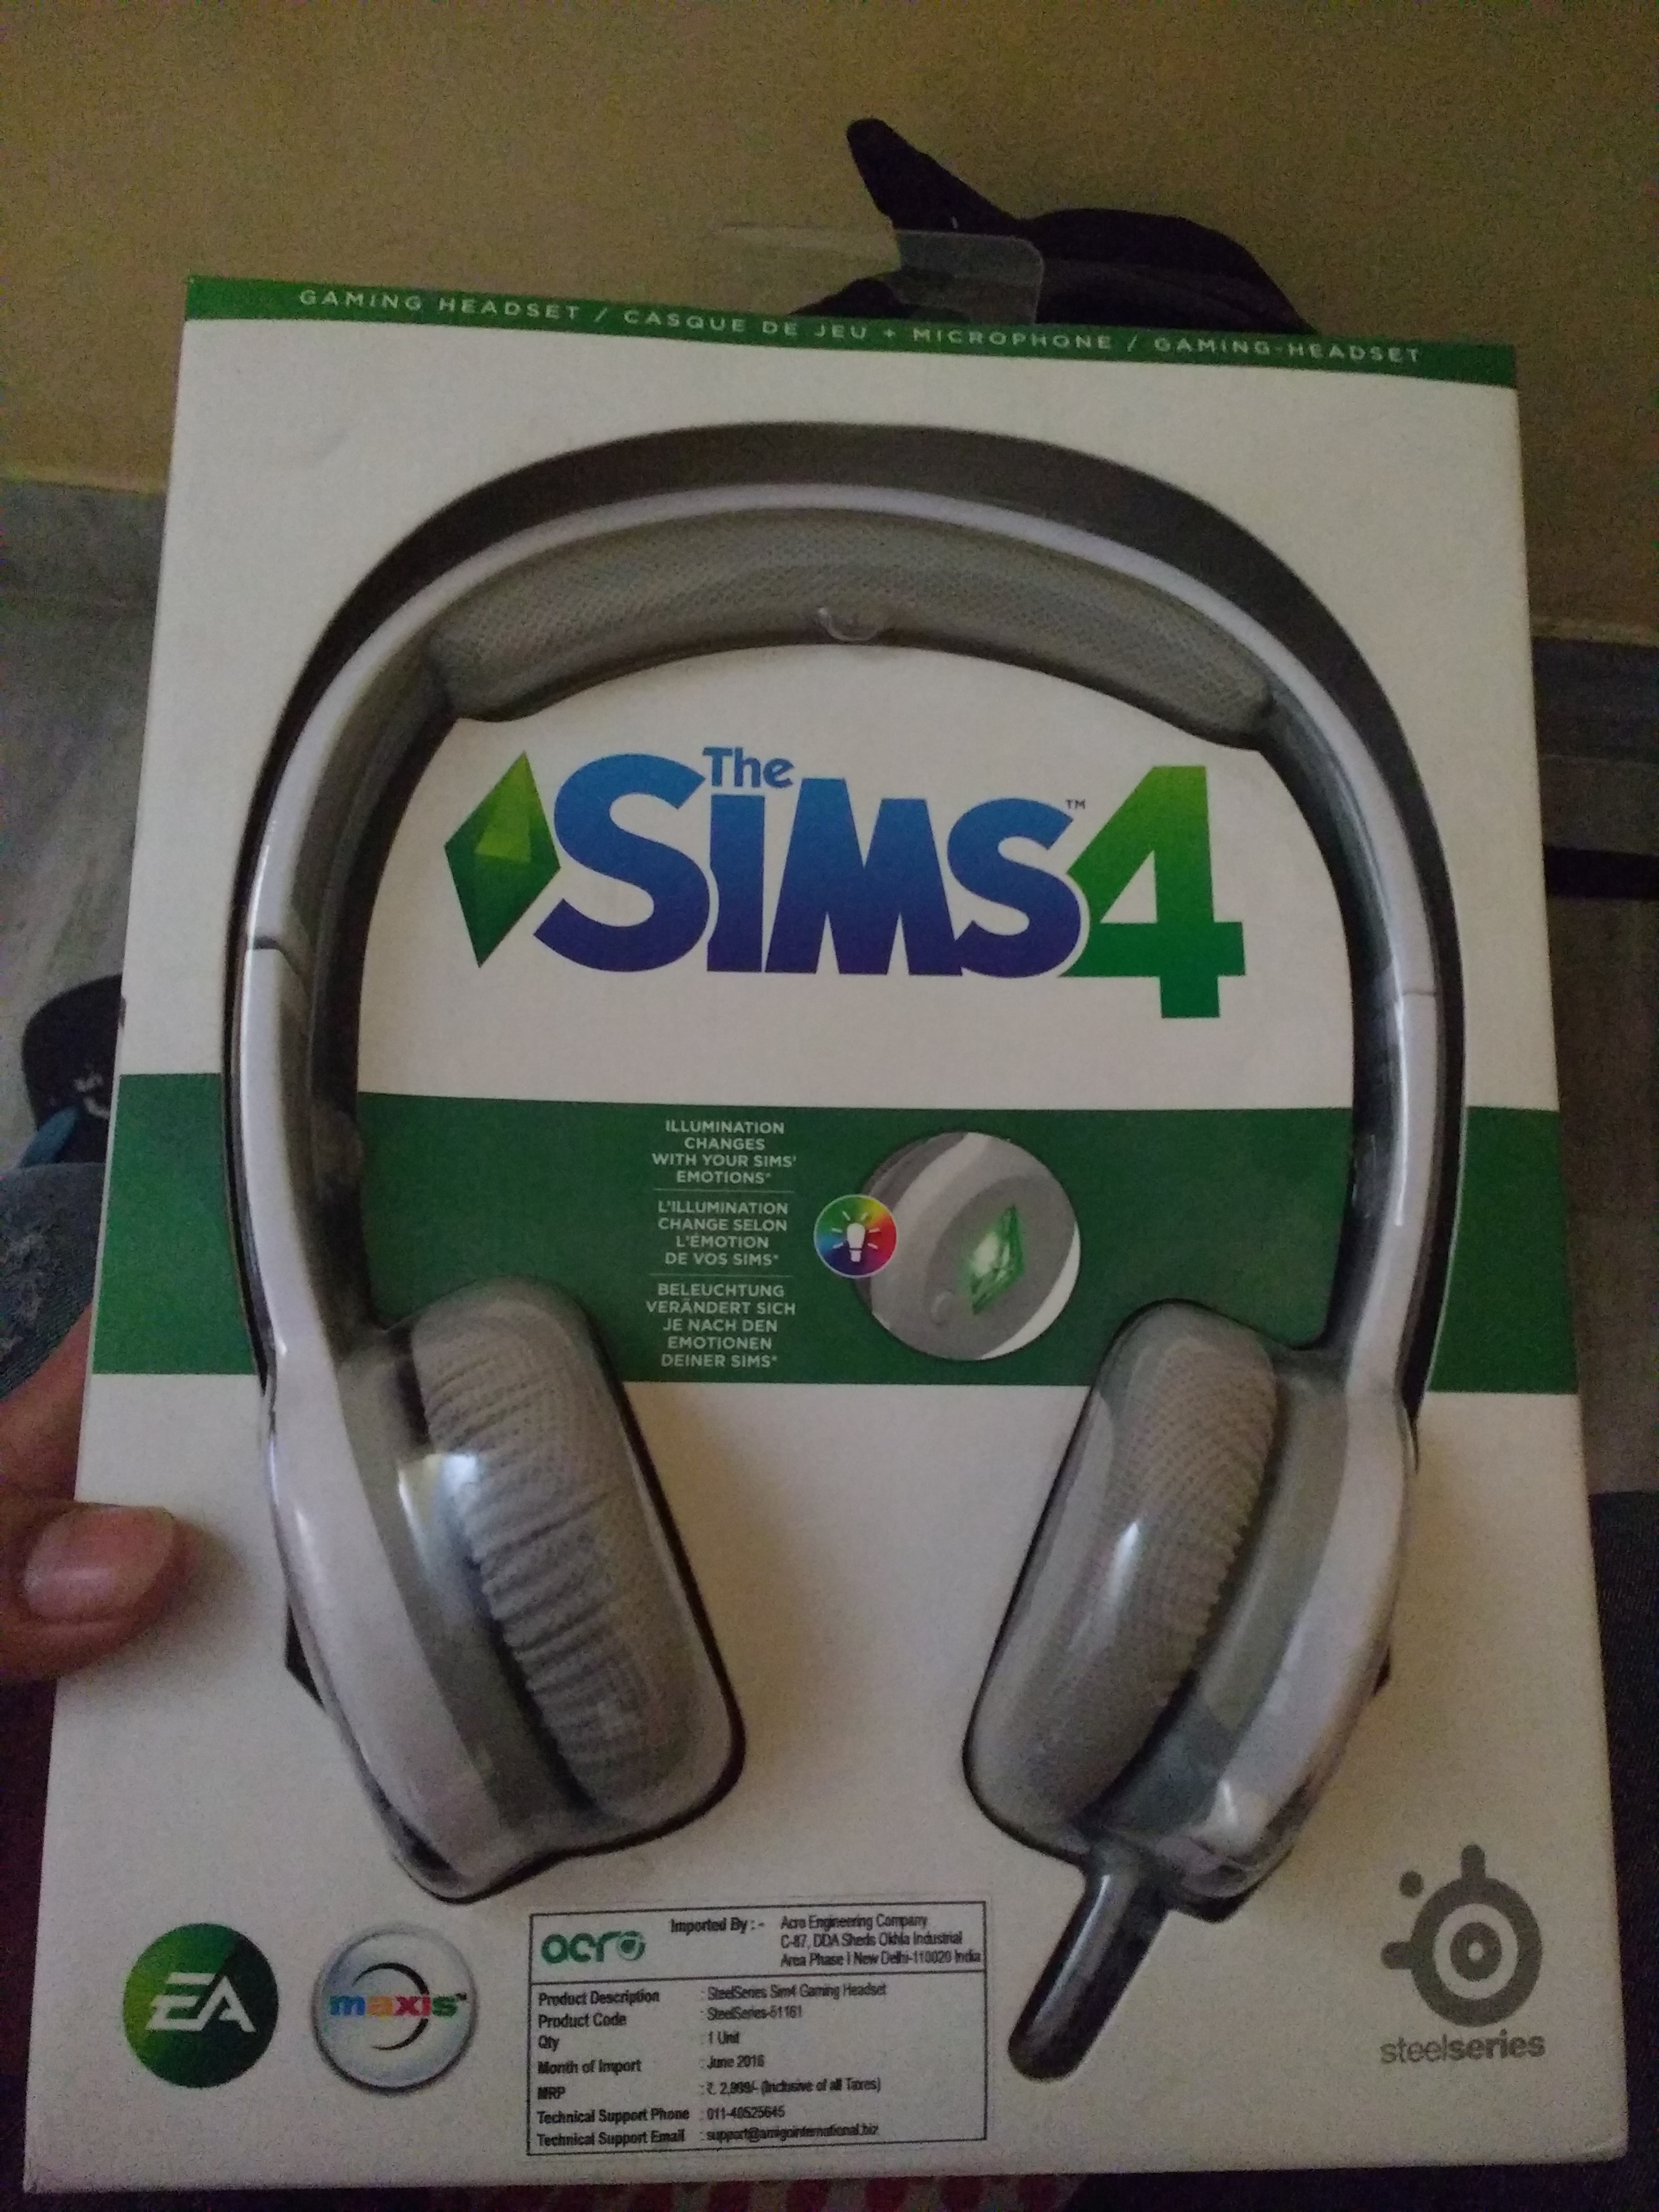 GAMING HEADSET / CASQUE DE JEU + MICROPHONE / GAMING-HEADSET
The
SIMS 4
TM
ILLUMINATION
CHANGES
WITH YOUR SIMS'
EMOTIONS*
L'ILLUMINATION
CHANGE SELON
L'ÉMOTION
DE VOS SIMS*
BELEUCHTUNG
VERÄNDERT SICH
JE NACH DEN
EMOTIONEN
DEINER SIMS*
EA
maxis™
acro
Imported By : - Acro Engineering Company
C-87, DDA Sheds Okhla Industrial
Area Phase I New Delhi-110020 India
Product Description : SteelSeries Sim4 Gaming Headset
Product Code : SteelSeries-51161
Qty : 1 Unit
Month of Import : June 2016
MRP : ₹. 2,999/- (Inclusive of all Taxes)
Technical Support Phone : 011-40525645
Technical Support Email : support@amigointernational.biz
steelseries